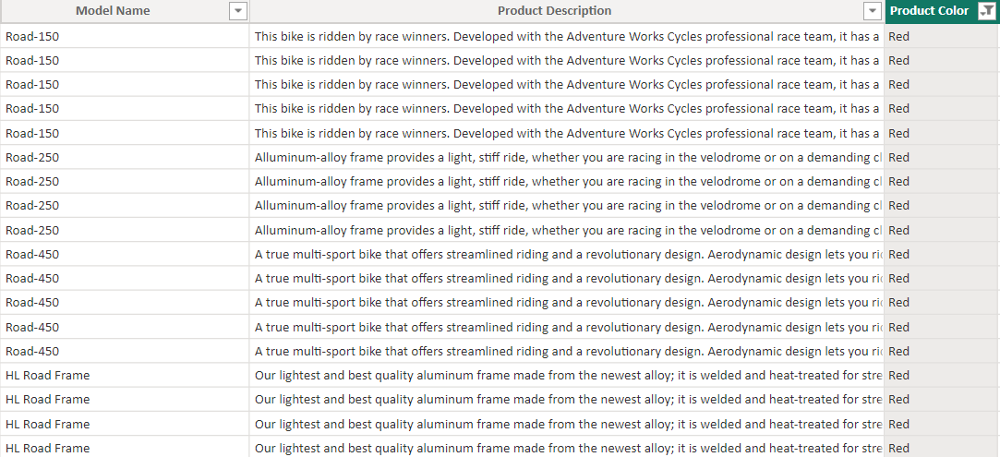 Model Name Product Description Product Color
Road-150 This bike is ridden by race winners. Developed with the Adventure Works Cycles professional race team, it has a Red
Road-150 This bike is ridden by race winners. Developed with the Adventure Works Cycles professional race team, it has a Red
Road-150 This bike is ridden by race winners. Developed with the Adventure Works Cycles professional race team, it has a Red
Road-150 This bike is ridden by race winners. Developed with the Adventure Works Cycles professional race team, it has a Red
Road-150 This bike is ridden by race winners. Developed with the Adventure Works Cycles professional race team, it has a Red
Road-250 Alluminum-alloy frame provides a light, stiff ride, whether you are racing in the velodrome or on a demanding Red
Road-250 Alluminum-alloy frame provides a light, stiff ride, whether you are racing in the velodrome or on a demanding Red
Road-250 Alluminum-alloy frame provides a light, stiff ride, whether you are racing in the velodrome or on a demanding Red
Road-250 Alluminum-alloy frame provides a light, stiff ride, whether you are racing in the velodrome or on a demanding Red
Road-450 A true multi-sport bike that offers streamlined riding and a revolutionary design. Aerodynamic design lets you Red
Road-450 A true multi-sport bike that offers streamlined riding and a revolutionary design. Aerodynamic design lets you Red
Road-450 A true multi-sport bike that offers streamlined riding and a revolutionary design. Aerodynamic design lets you Red
Road-450 A true multi-sport bike that offers streamlined riding and a revolutionary design. Aerodynamic design lets you Red
Road-450 A true multi-sport bike that offers streamlined riding and a revolutionary design. Aerodynamic design lets you Red
HL Road Frame Our lightest and best quality aluminum frame made from the newest alloy; it is welded and heat-treated for stre Red
HL Road Frame Our lightest and best quality aluminum frame made from the newest alloy; it is welded and heat-treated for stre Red
HL Road Frame Our lightest and best quality aluminum frame made from the newest alloy; it is welded and heat-treated for stre Red
HL Road Frame Our lightest and best quality aluminum frame made from the newest alloy; it is welded and heat-treated for stre Red